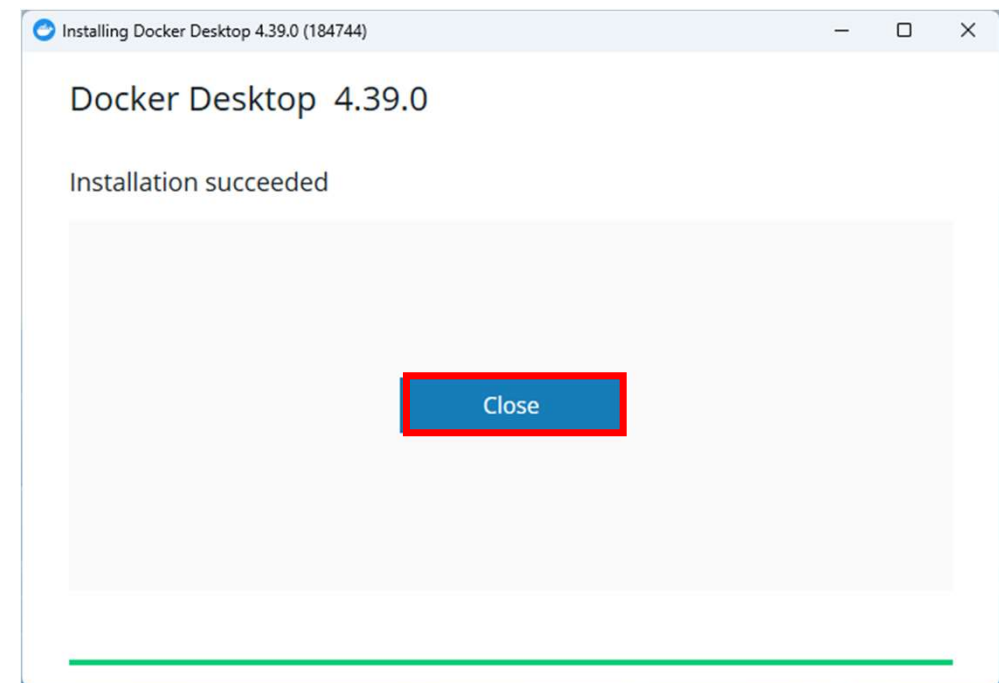 Installing Docker Desktop 4.39.0 (184744)
Docker Desktop 4.39.0
Installation succeeded
Close